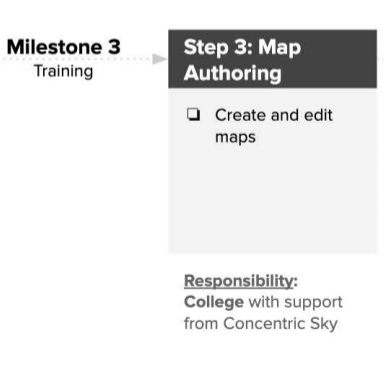 Milestone 3
Training
Step 3: Map
Authoring
❏ Create and edit
maps
Responsibility:
College with support
from Concentric Sky